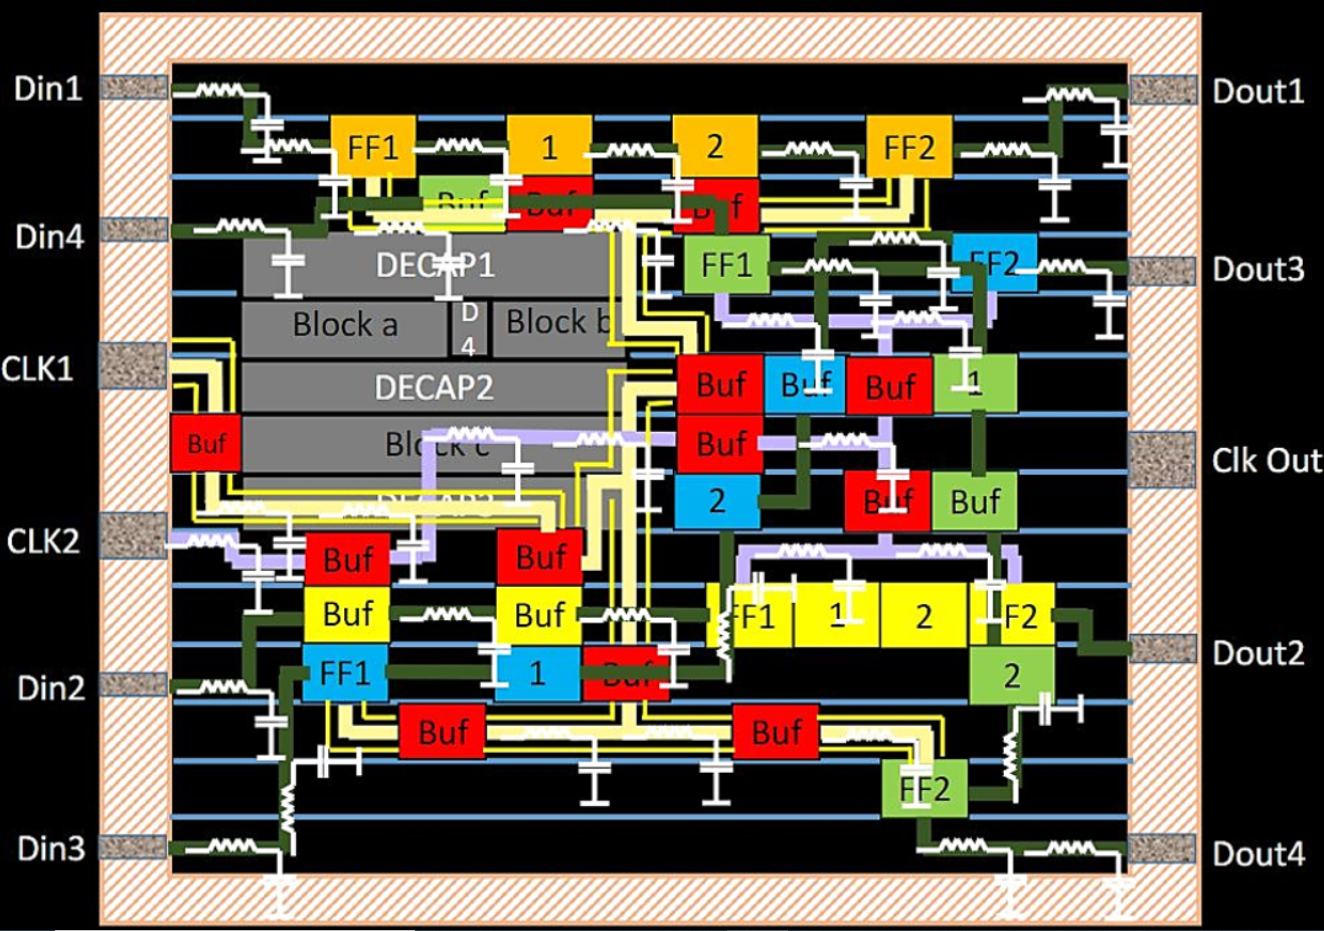 Din1
Dout1
FF1
1
2
FF2
Buf
Buf
Buf
Din4
DECAP1
FF1
FF2
Dout3
Block a
D
4
Block b
CLK1
DECAP2
Buf
Buf
Buf
1
Buf
Block c
Buf
Clk Out
DECAP3
2
Buf
Buf
CLK2
Buf
Buf
Buf
Buf
FF1
1
2
FF2
Dout2
FF1
1
Buf
2
Din2
Buf
Buf
FF2
Din3
Dout4